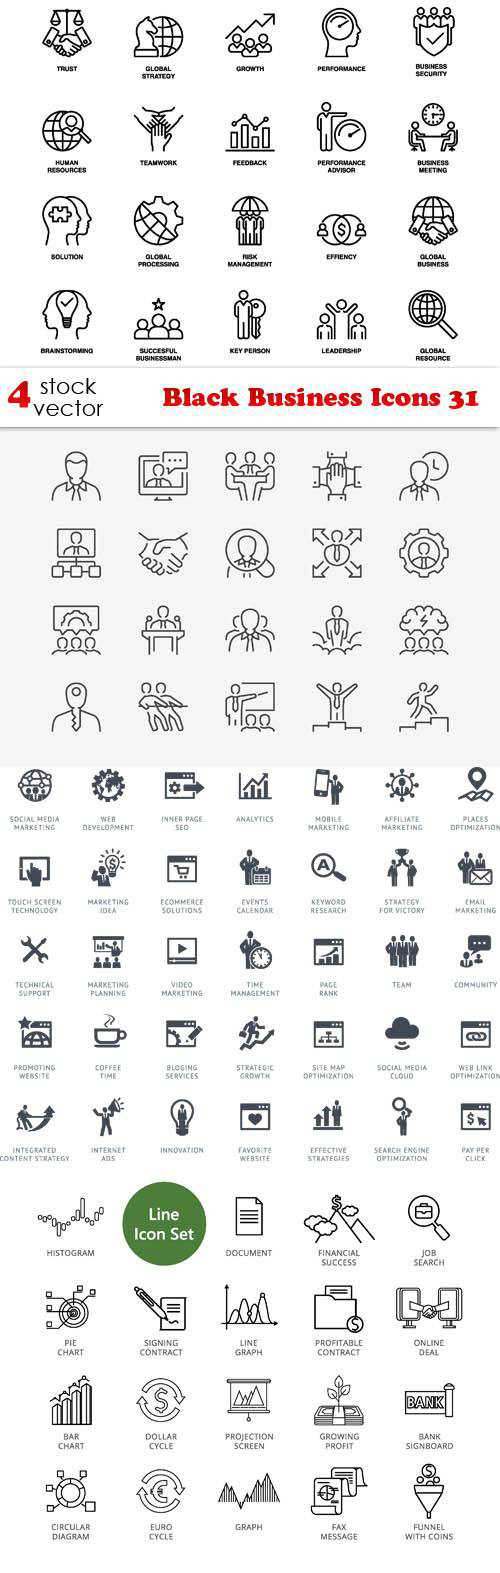 TRUST
GLOBAL
STRATEGY
GROWTH
PERFORMANCE
BUSINESS
SECURITY
HUMAN
RESOURCES
TEAMWORK
FEEDBACK
PERFORMANCE
ADVISOR
BUSINESS
MEETING
SOLUTION
GLOBAL
PROCESSING
RISK
MANAGEMENT
EFFIENCY
GLOBAL
BUSINESS
BRAINSTORMING
SUCCESFUL
BUSINESSMAN
KEY PERSON
LEADERSHIP
GLOBAL
RESOURCE
4 stock
vector
Black Business Icons 31
SOCIAL MEDIA
MARKETING
WEB
DEVELOPMENT
INNER PAGE
SEO
ANALYTICS
MOBILE
MARKETING
AFFILIATE
MARKETING
PLACES
OPTIMIZATION
TOUCH SCREEN
TECHNOLOGY
MARKETING
IDEA
ECOMMERCE
SOLUTIONS
EVENTS
CALENDAR
KEYWORD
RESEARCH
STRATEGY
FOR VICTORY
EMAIL
MARKETING
TECHNICAL
SUPPORT
MARKETING
PLANNING
VIDEO
MARKETING
TIME
MANAGEMENT
PAGE
RANK
TEAM
COMMUNITY
PROMOTING
WEBSITE
COFFEE
TIME
BLOGING
SERVICES
STRATEGIC
GROWTH
SITE MAP
OPTIMIZATION
SOCIAL MEDIA
CLOUD
WEB LINK
OPTIMIZATION
INTEGRATED
CONTENT STRATEGY
INTERNET
ADS
INNOVATION
FAVORITE
WEBSITE
EFFECTIVE
STRATEGIES
SEARCH ENGINE
OPTIMIZATION
PAY PER
CLICK
HISTOGRAM
Line
Icon Set
DOCUMENT
FINANCIAL
SUCCESS
JOB
SEARCH
PIE
CHART
SIGNING
CONTRACT
LINE
GRAPH
PROFITABLE
CONTRACT
ONLINE
DEAL
BAR
CHART
DOLLAR
CYCLE
PROJECTION
SCREEN
GROWING
PROFIT
BANK
BANK
SIGNBOARD
CIRCULAR
DIAGRAM
EURO
CYCLE
GRAPH
FAX
MESSAGE
FUNNEL
WITH COINS